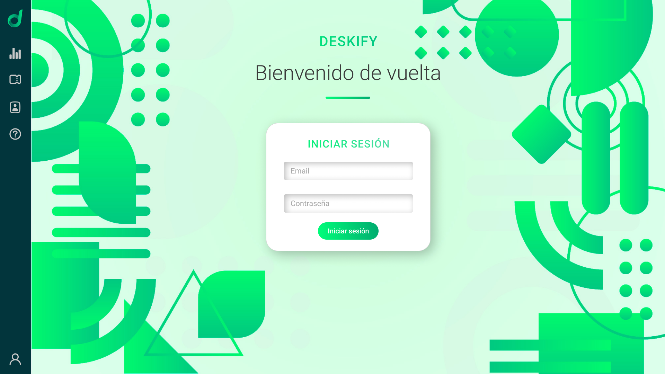 DESKIFY
Bienvenido de vuelta
INICIAR SESIÓN
Email
Contraseña
Iniciar sesión